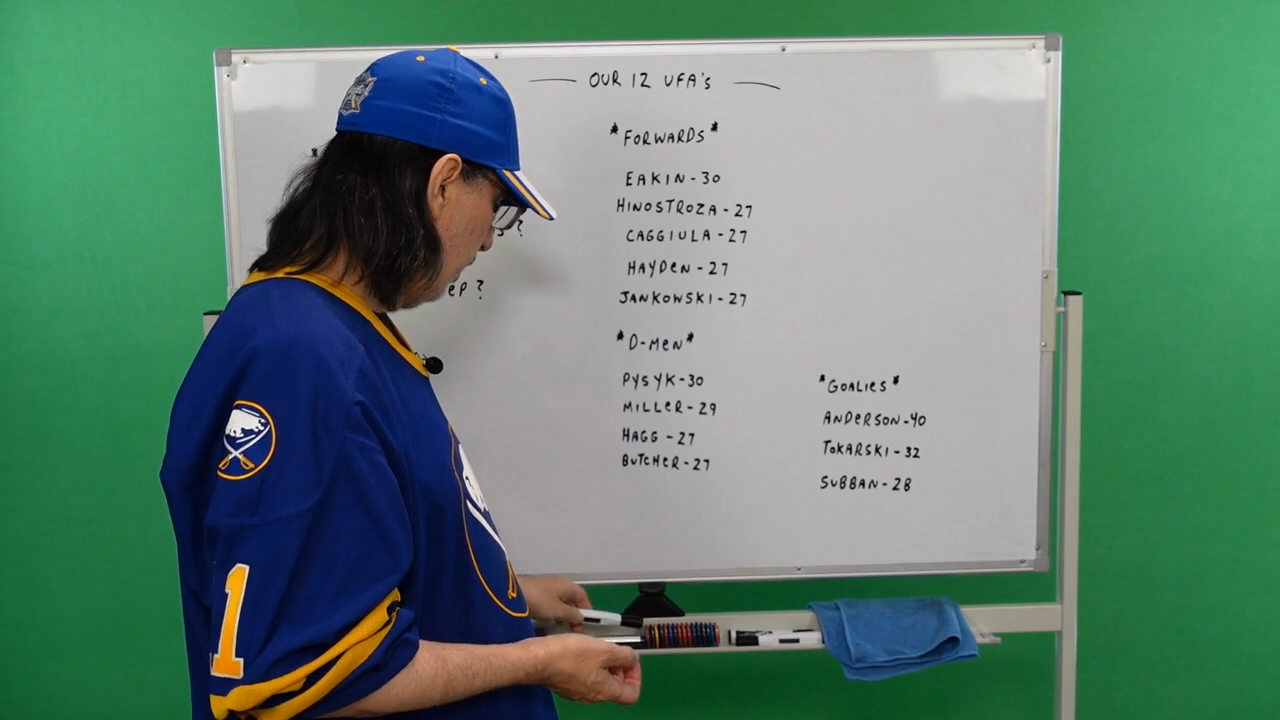 — OUR 12 UFA's —
*FORWARDS*
EAKIN-30
HINOSTROZA-27
CAGGIULA-27
HAYDEN-27
JANKOWSKI-27
*D-MEN*
PYSYK-30
MILLER-29
HAGG-27
BUTCHER-27
*GOALIES*
ANDERSON-40
TOKARSKI-32
SUBBAN-28
1